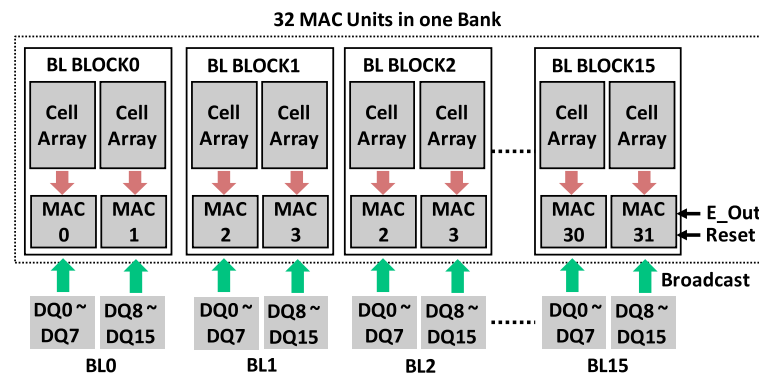 32 MAC Units in one Bank
BL BLOCK0
BL BLOCK1
BL BLOCK2
BL BLOCK15
Cell Array
Cell Array
Cell Array
Cell Array
Cell Array
Cell Array
Cell Array
Cell Array
MAC 0
MAC 1
MAC 2
MAC 3
MAC 2
MAC 3
MAC 30
MAC 31
E_Out
Reset
Broadcast
DQ0 ~
DQ7
DQ8 ~
DQ15
DQ0 ~
DQ7
DQ8 ~
DQ15
DQ0 ~
DQ7
DQ8 ~
DQ15
DQ0 ~
DQ7
DQ8 ~
DQ15
BL0
BL1
BL2
BL15